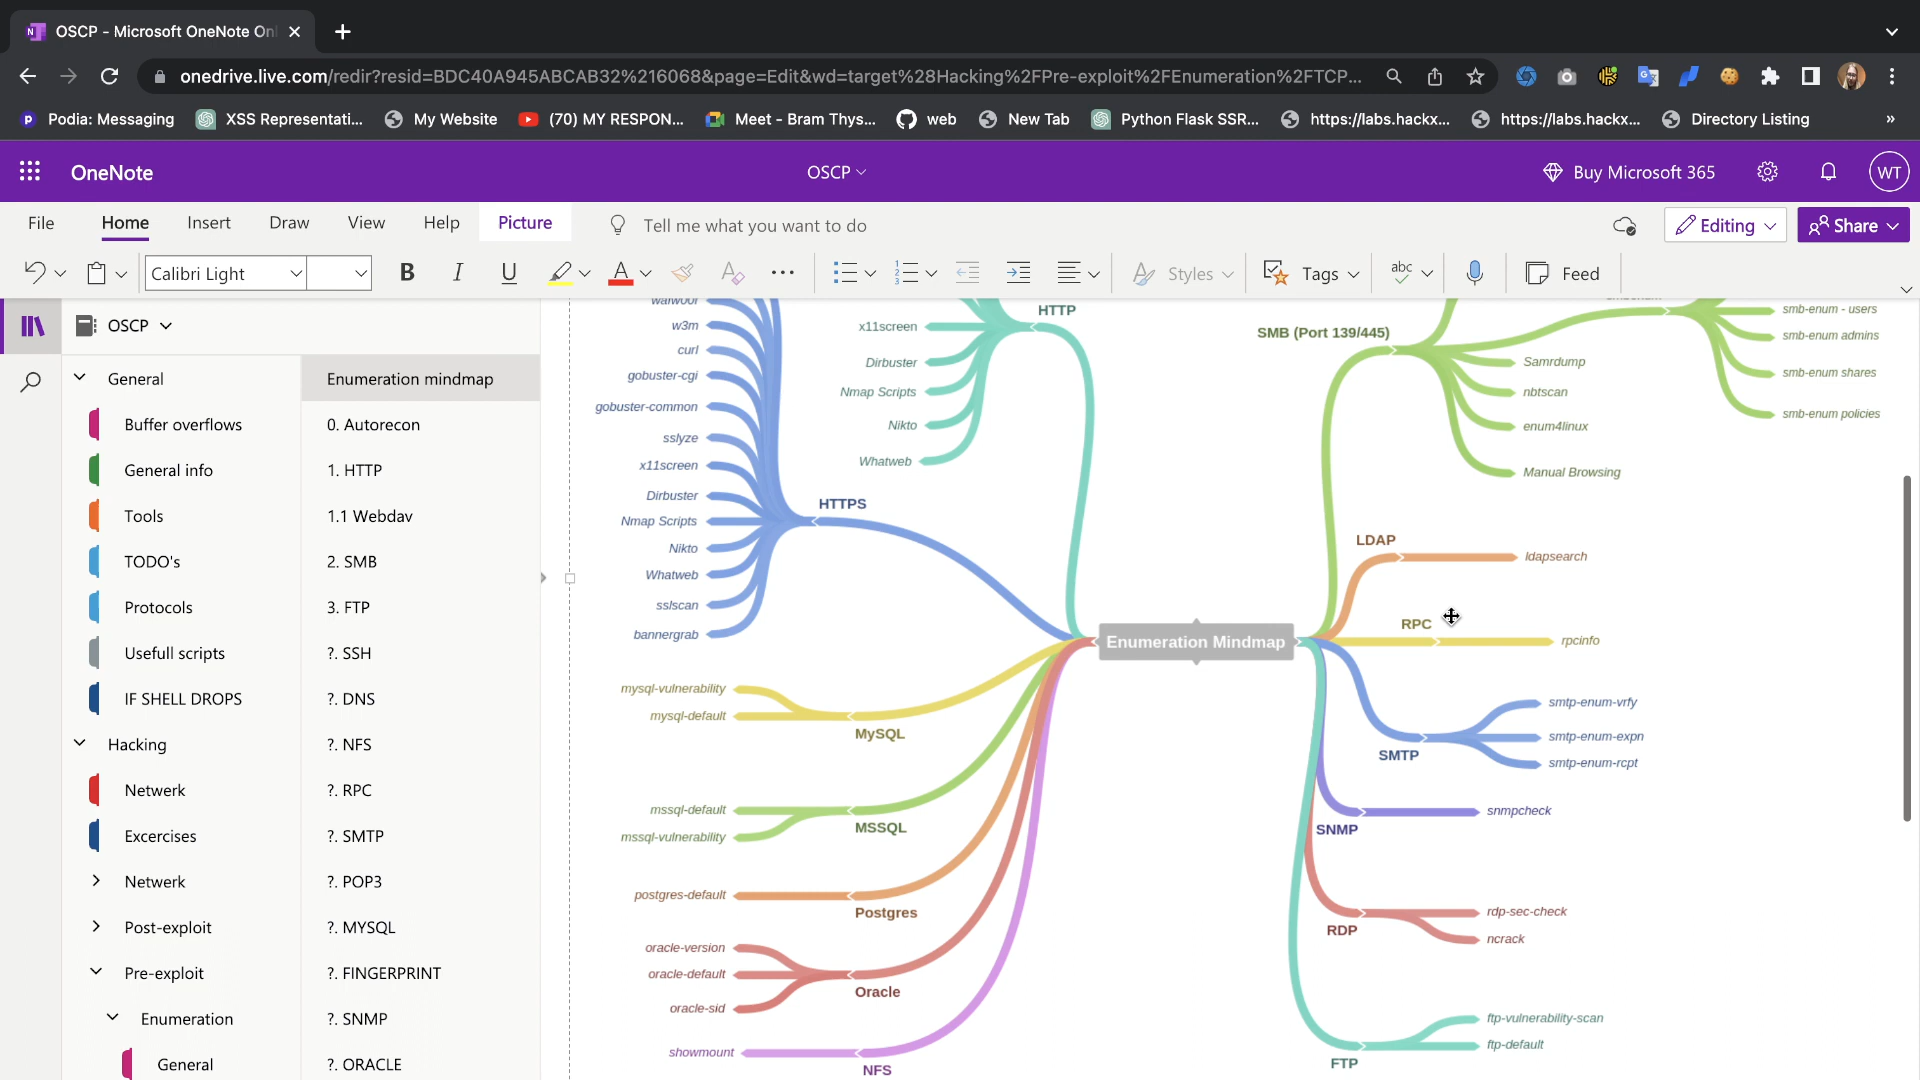 OSCP - Microsoft OneNote Onl
onedrive.live.com/redir?resid=BDC40A945ABCAB32%216068&page=Edit&wd=target%28Hacking%2FPre-exploit%2FEnumeration%2FTCP...
Podia: Messaging
XSS Representati...
My Website
(70) MY RESPON...
Meet - Bram Thys...
web
New Tab
Python Flask SSR...
https://labs.hackx...
https://labs.hackx...
Directory Listing
»
OneNote
OSCP
Buy Microsoft 365
WT
File
Home
Insert
Draw
View
Help
Picture
Tell me what you want to do
Editing
Share
Calibri Light
B
I
U
A
Styles
Tags
abc
Feed
OSCP
General
Buffer overflows
General info
Tools
TODO's
Protocols
Usefull scripts
IF SHELL DROPS
Hacking
Netwerk
Excercises
Netwerk
Post-exploit
Pre-exploit
Enumeration
General
Enumeration mindmap
0. Autorecon
1. HTTP
1.1 Webdav
2. SMB
3. FTP
?. SSH
?. DNS
?. NFS
?. RPC
?. SMTP
?. POP3
?. MYSQL
?. FINGERPRINT
?. SNMP
?. ORACLE
w3m
curl
gobuster-cgi
gobuster-common
sslyze
x11screen
Dirbuster
Nmap Scripts
Nikto
Whatweb
sslscan
bannergrab
HTTPS
HTTP
x11screen
Dirbuster
Nmap Scripts
Nikto
Whatweb
mysql-vulnerability
mysql-default
MySQL
mssql-default
mssql-vulnerability
MSSQL
postgres-default
Postgres
oracle-version
oracle-default
oracle-sid
Oracle
showmount
NFS
Enumeration Mindmap
SMB (Port 139/445)
smb-enum - users
smb-enum admins
smb-enum shares
smb-enum policies
Samrdump
nbtscan
enum4linux
Manual Browsing
LDAP
ldapsearch
RPC
rpcinfo
SMTP
smtp-enum-vrfy
smtp-enum-expn
smtp-enum-rcpt
SNMP
snmpcheck
RDP
rdp-sec-check
ncrack
FTP
ftp-vulnerability-scan
ftp-default